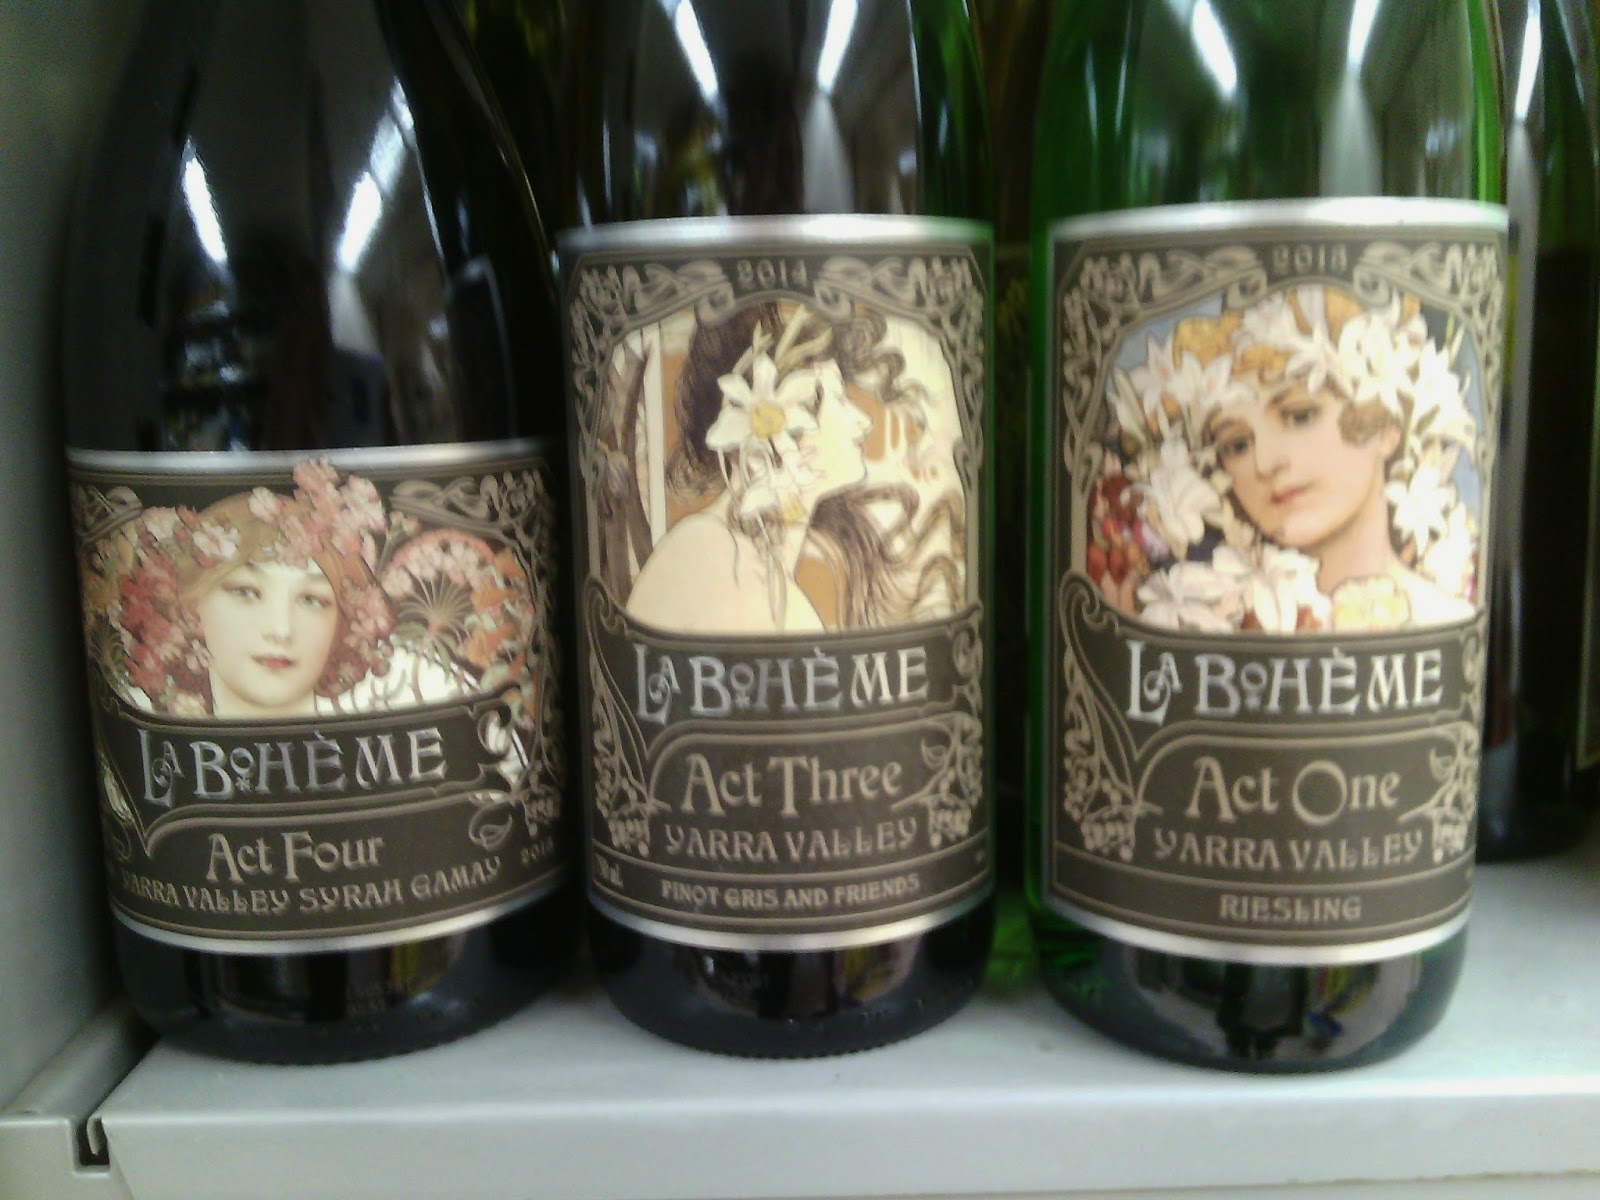 LA BOHÈME
Act Four
YARRA VALLEY SYRAH GAMAY
2014
LA BOHÈME
Act Three
YARRA VALLEY
PINOT GRIS AND FRIENDS
2013
LA BOHÈME
Act One
YARRA VALLEY
RIESLING